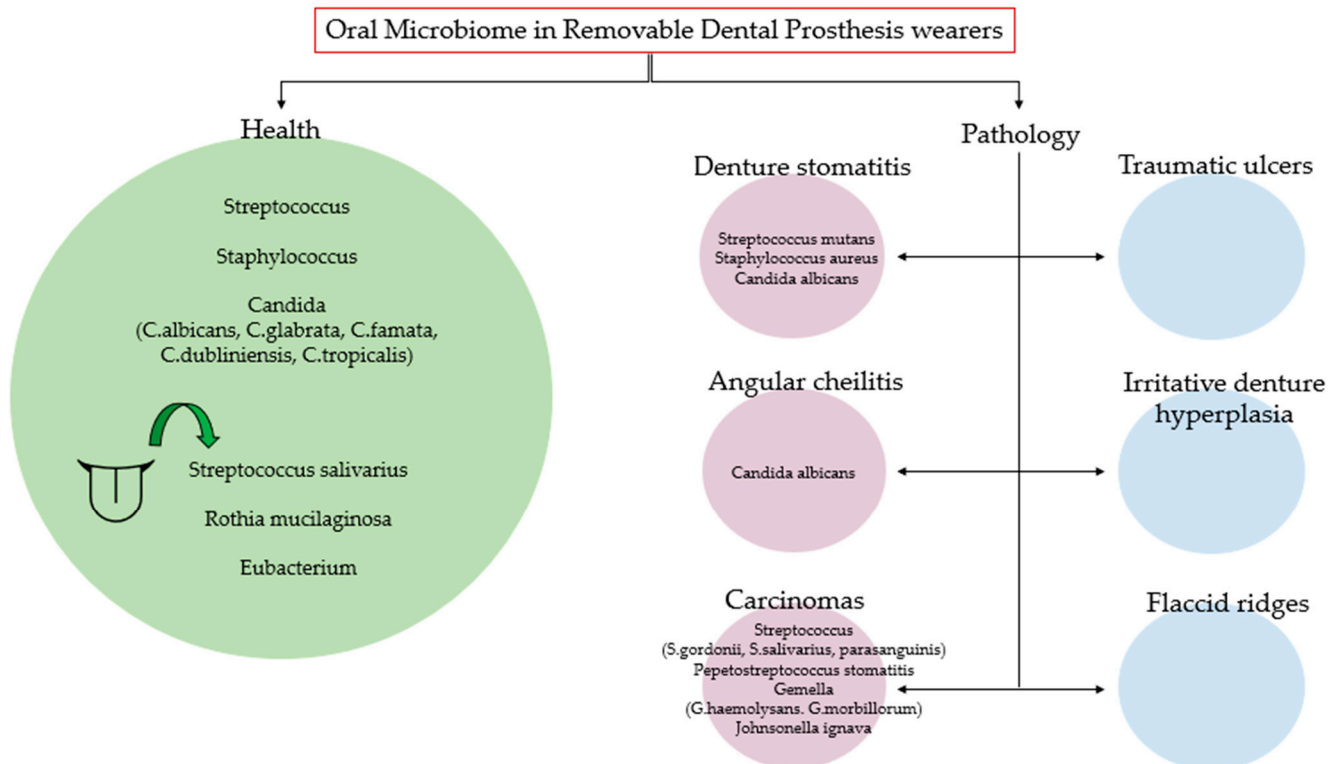 Oral Microbiome in Removable Dental Prosthesis wearers
Health
Streptococcus
Staphylococcus
Candida
(C.albicans, C.glabrata, C.famata,
C.dubliniensis, C.tropicalis)
Streptococcus salivarius
Rothia mucilaginosa
Eubacterium
Pathology
Denture stomatitis
Streptococcus mutans
Staphylococcus aureus
Candida albicans
Traumatic ulcers
Angular cheilitis
Candida albicans
Irritative denture
hyperplasia
Carcinomas
Streptococcus
(S.gordonii, S.salivarius, parasanguinis)
Pepetostreptococcus stomatitis
Gemella
(G.haemolysans. G.morbillorum)
Johnsonella ignava
Flaccid ridges